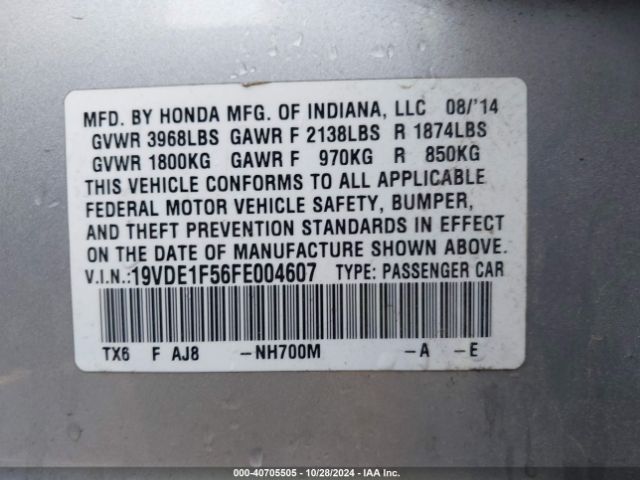 MFD. BY HONDA MFG. OF INDIANA, LLC 08/'14
GVWR 3968LBS GAWR F 2138LBS R 1874LBS
GVWR 1800KG GAWR F 970KG R 850KG
THIS VEHICLE CONFORMS TO ALL APPLICABLE
FEDERAL MOTOR VEHICLE SAFETY, BUMPER,
AND THEFT PREVENTION STANDARDS IN EFFECT
ON THE DATE OF MANUFACTURE SHOWN ABOVE.
V.I.N.:19VDE1F56FE004607 TYPE: PASSENGER CAR
TX6 F AJ8 -NH700M -A -E
000-40705505 - 10/28/2024 - IAA Inc.